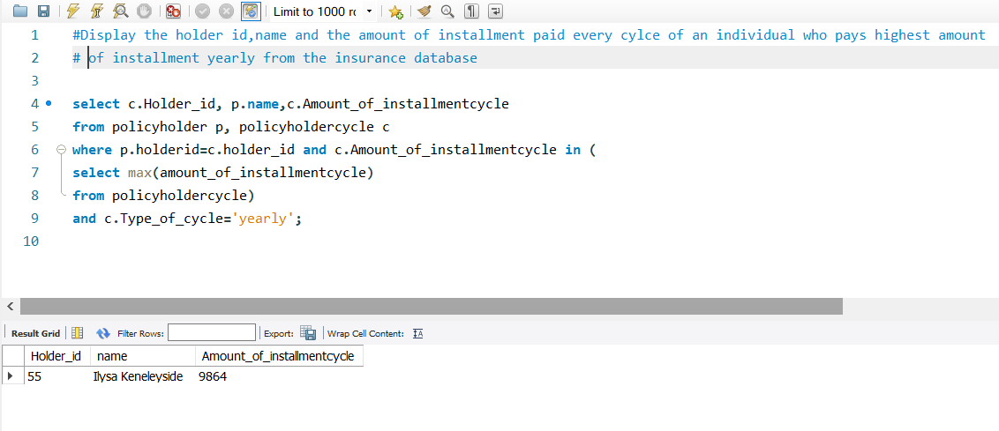 Limit to 1000 rc
1 #Display the holder id,name and the amount of installment paid every cylce of an individual who pays highest amount
2 # of installment yearly from the insurance database
3
4 select c.Holder_id, p.name,c.Amount_of_installmentcycle
5 from policyholder p, policyholdercycle c
6 where p.holderid=c.holder_id and c.Amount_of_installmentcycle in (
7 select max(amount_of_installmentcycle)
8 from policyholdercycle)
9 and c.Type_of_cycle='yearly';
10
Result Grid Filter Rows: Export: Wrap Cell Content: IA
Holder_id name Amount_of_installmentcycle
55 Ilysa Keneleyside 9864